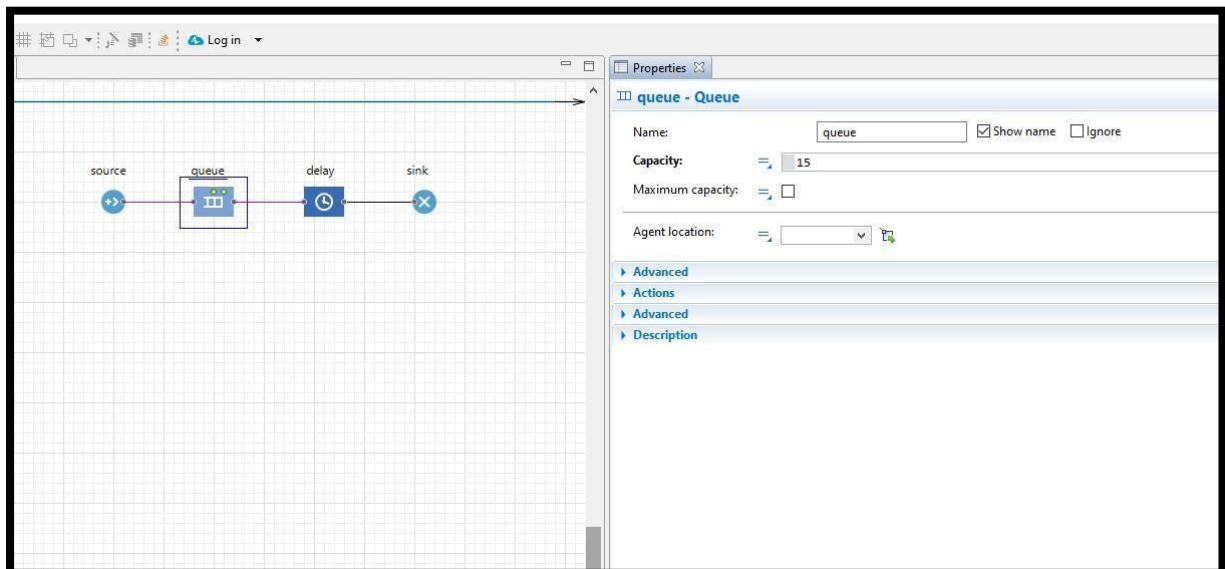 Log in
Properties
queue - Queue
Name: queue Show name Ignore
Capacity: 15
Maximum capacity:
Agent location:
Advanced
Actions
Advanced
Description
source queue delay sink